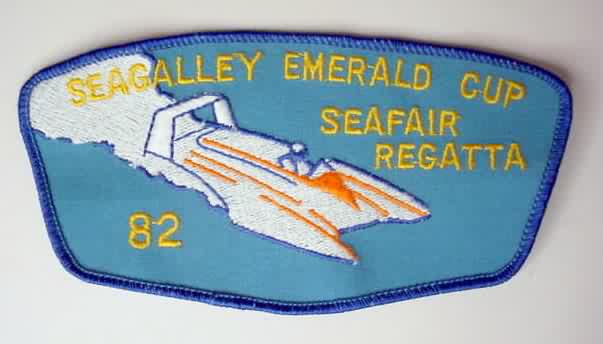 SEAGALLEY EMERALD CUP
SEAFAIR
REGATTA
82